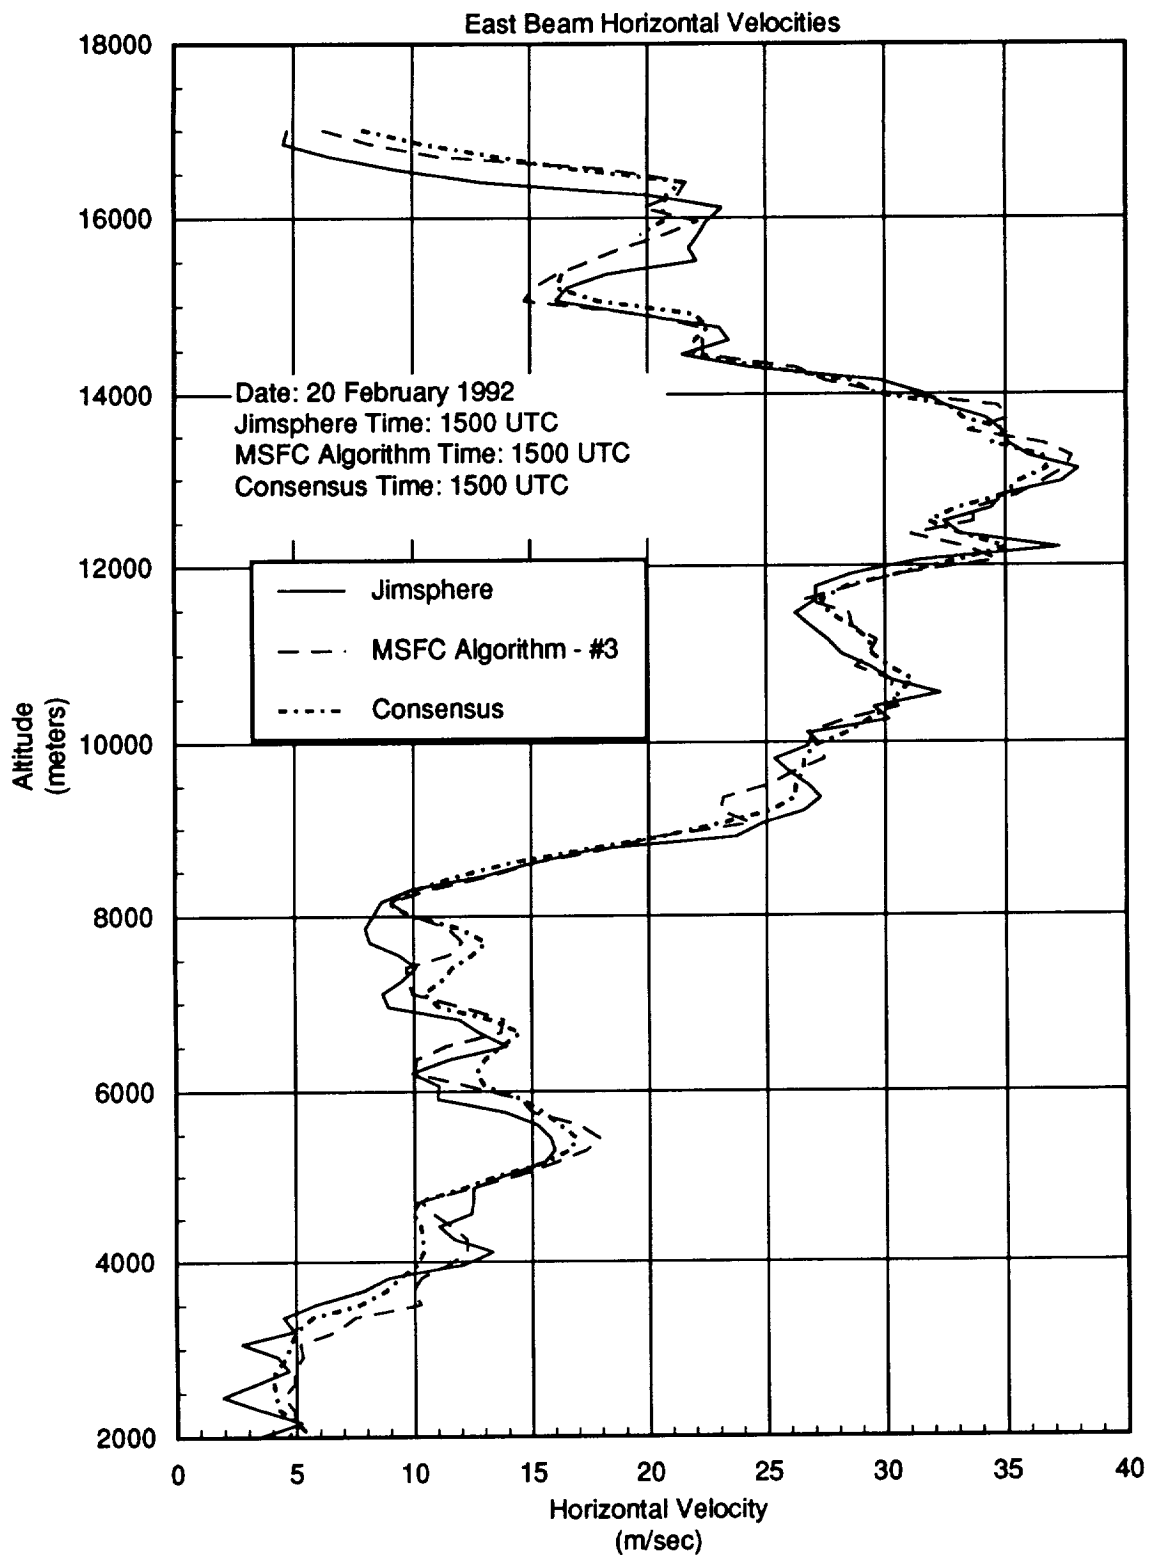 East Beam Horizontal Velocities
18000
16000
14000
12000
10000
8000
6000
4000
2000
Altitude
(meters)
Date: 20 February 1992
Jimsphere Time: 1500 UTC
MSFC Algorithm Time: 1500 UTC
Consensus Time: 1500 UTC
Jimsphere
MSFC Algorithm - #3
Consensus
0 5 10 15 20 25 30 35 40
Horizontal Velocity
(m/sec)